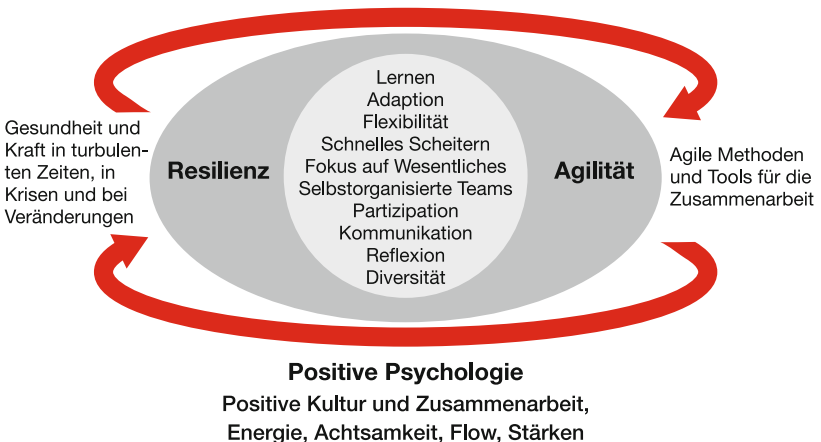 Gesundheit und
Kraft in turbulen-
ten Zeiten, in
Krisen und bei
Veränderungen
Resilienz
Lernen
Adaption
Flexibilität
Schnelles Scheitern
Fokus auf Wesentliches
Selbstorganisierte Teams
Partizipation
Kommunikation
Reflexion
Diversität
Agilität
Agile Methoden
und Tools für die
Zusammenarbeit
Positive Psychologie
Positive Kultur und Zusammenarbeit,
Energie, Achtsamkeit, Flow, Stärken